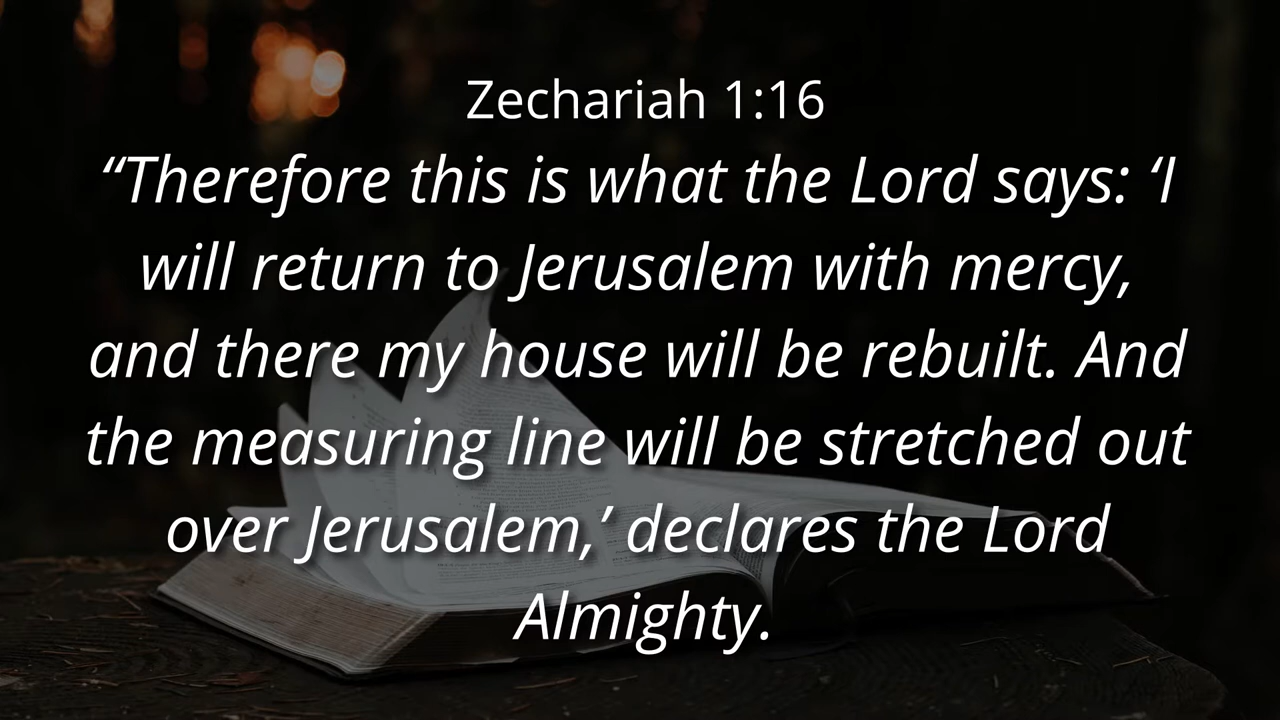 Zechariah 1:16
“Therefore this is what the Lord says: ‘I
will return to Jerusalem with mercy,
and there my house will be rebuilt. And
the measuring line will be stretched out
over Jerusalem,’ declares the Lord
Almighty.